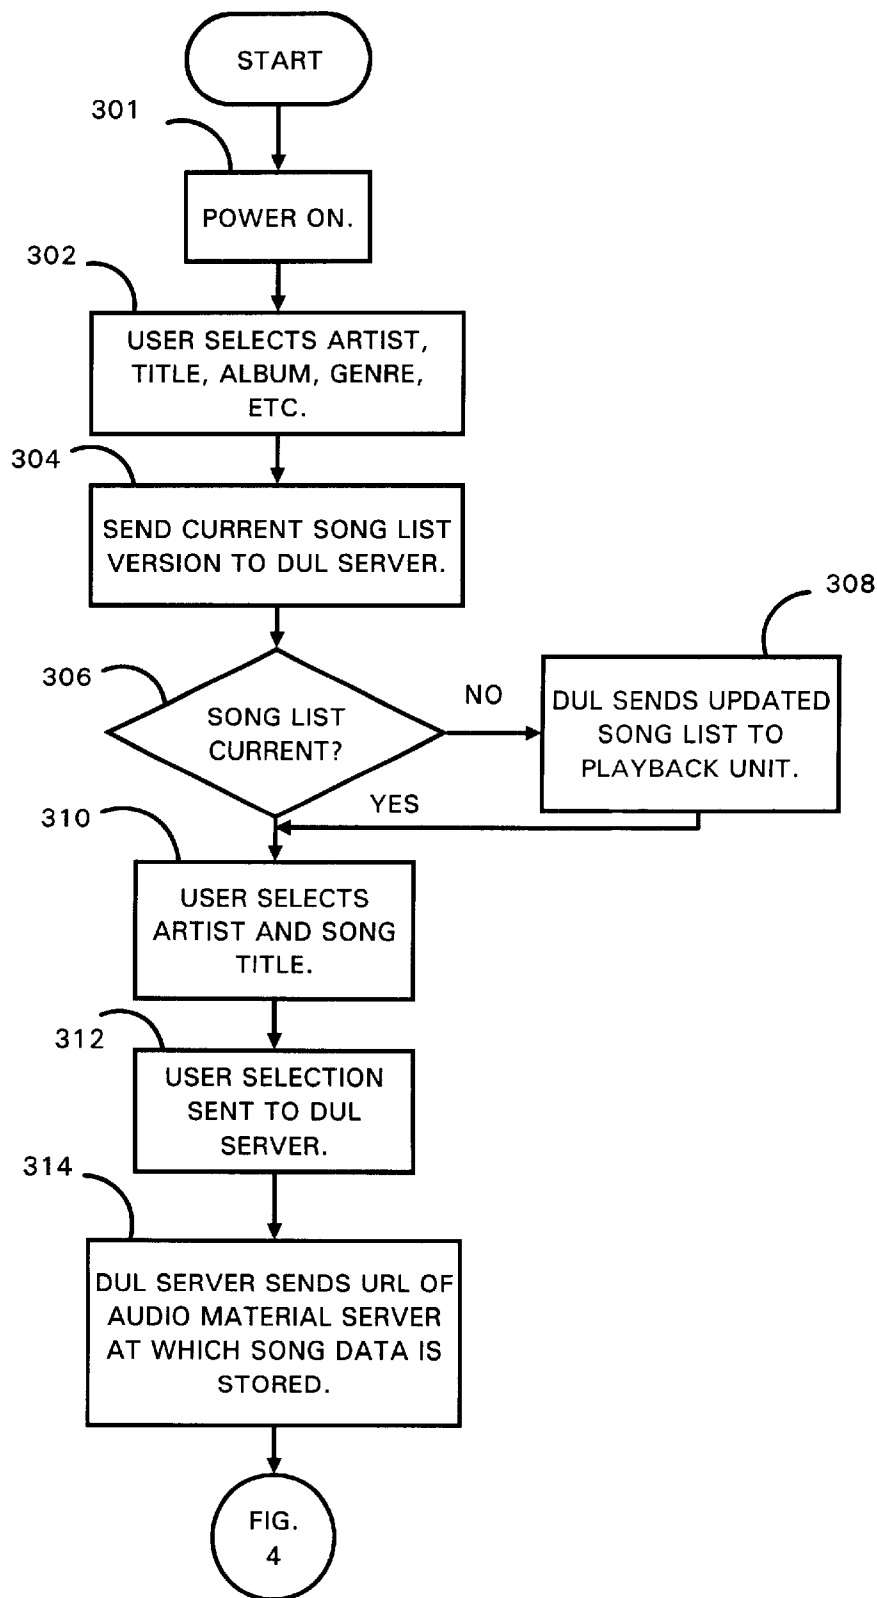 START
301
POWER ON.
302
USER SELECTS ARTIST,
TITLE, ALBUM, GENRE,
ETC.
304
SEND CURRENT SONG LIST
VERSION TO DUL SERVER.
306
SONG LIST
CURRENT?
NO
308
DUL SENDS UPDATED
SONG LIST TO
PLAYBACK UNIT.
YES
310
USER SELECTS
ARTIST AND SONG
TITLE.
312
USER SELECTION
SENT TO DUL
SERVER.
314
DUL SERVER SENDS URL OF
AUDIO MATERIAL SERVER
AT WHICH SONG DATA IS
STORED.
FIG.
4